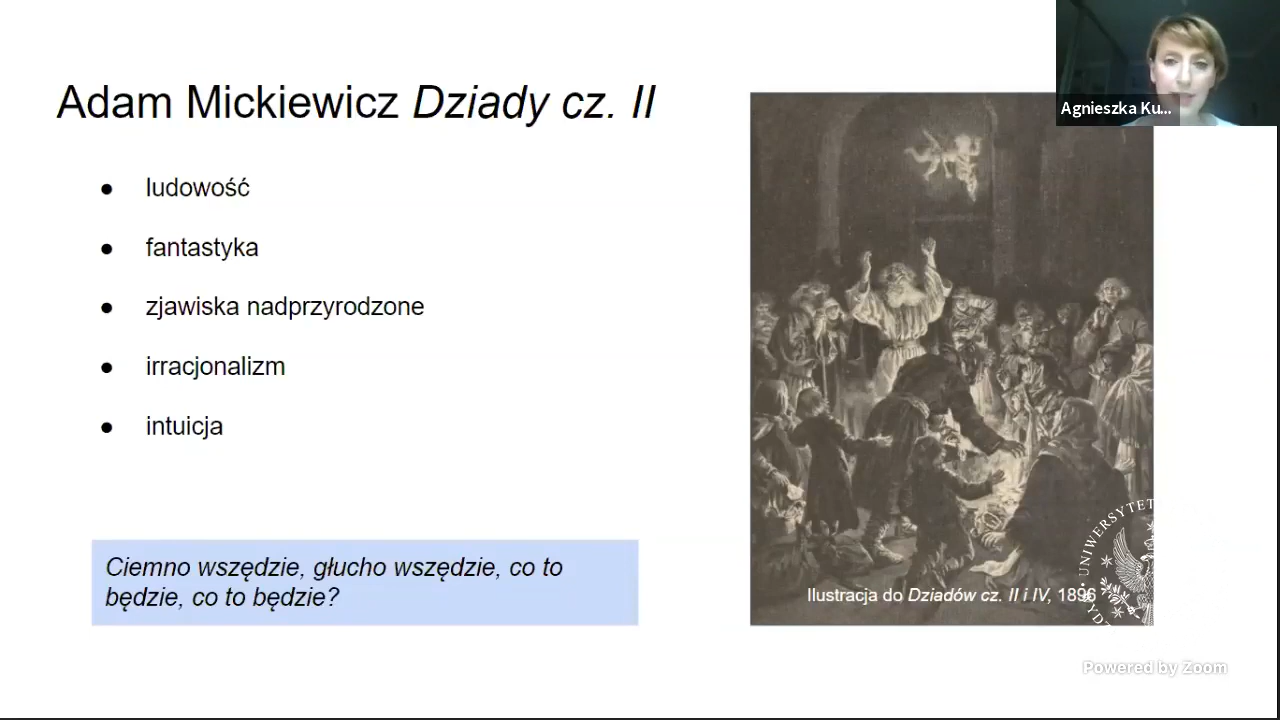 Agnieszka Ku...
Adam Mickiewicz Dziady cz. II
● ludowość
● fantastyka
● zjawiska nadprzyrodzone
● irracjonalizm
● intuicja
Ciemno wszędzie, głucho wszędzie, co to
będzie, co to będzie?
UNIWERSYTET
Ilustracja do Dziadów cz. II i IV, 1896
Powered by Zoom